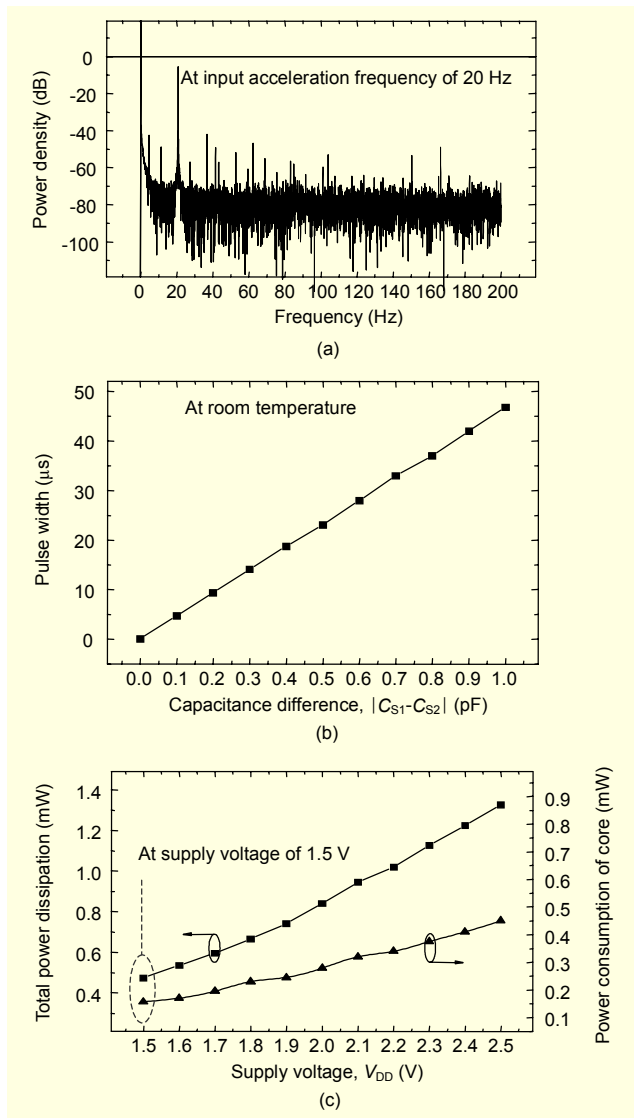 0
-20
-40
-60
-80
-100
Power density (dB)
At input acceleration frequency of 20 Hz
0 20 40 60 80 100 120 140 160 180 200
Frequency (Hz)
(a)
50
40
30
20
10
0
Pulse width (μs)
At room temperature
0.0 0.1 0.2 0.3 0.4 0.5 0.6 0.7 0.8 0.9 1.0
Capacitance difference, |CS1-CS2| (pF)
(b)
1.4
1.2
1.0
0.8
0.6
0.4
Total power dissipation (mW)
At supply voltage of 1.5 V
0.9
0.8
0.7
0.6
0.5
0.4
0.3
0.2
0.1
Power consumption of core (mW)
1.5 1.6 1.7 1.8 1.9 2.0 2.1 2.2 2.3 2.4 2.5
Supply voltage, VDD (V)
(c)